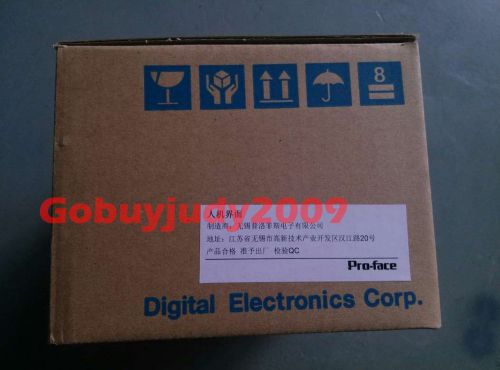 8
Gobuyjudy2009
人机界面
制造商：无锡普洛菲斯电子有限公司
地址：江苏省无锡市高新技术产业开发区汉江路20号
产品合格 准予出厂 检验QC
Pro-face
Digital Electronics Corp.